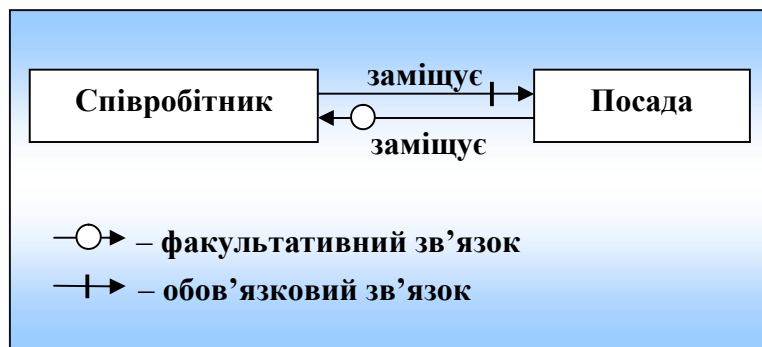 заміщує
Співробітник
Посада
заміщує
– факультативний зв’язок
– обов’язковий зв’язок